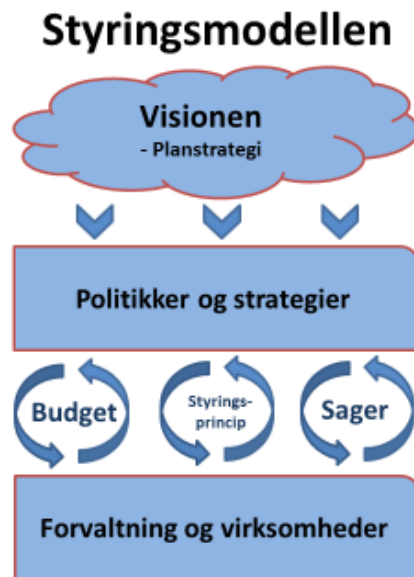 Styringsmodellen
Visionen
- Planstrategi
Politikker og strategier
Budget
Styrings-
princip
Sager
Forvaltning og virksomheder